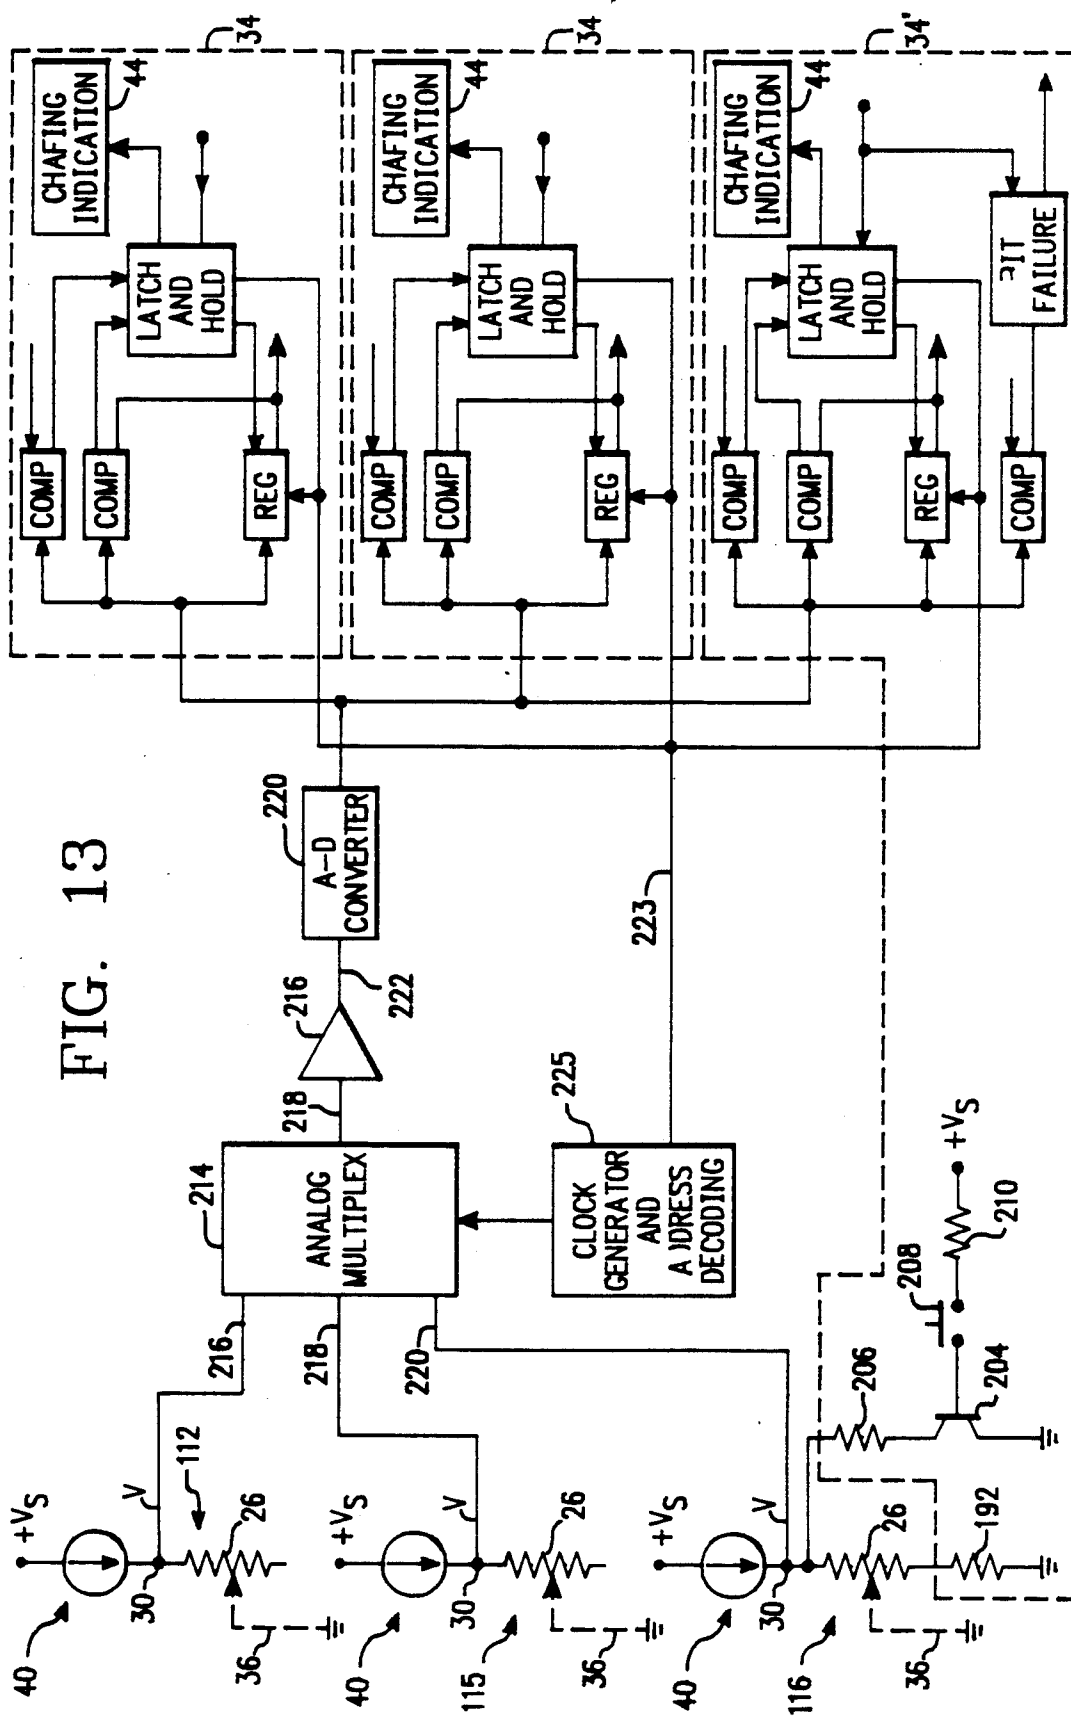 FIG. 13
40
+VS
30
V
112
26
36
216
40
+VS
30
V
115
26
36
218
40
+VS
30
V
116
26
36
220
192
206
204
208
210
+VS
214
ANALOG
MULTIPLEX
218
216
222
220
A-D
CONVERTER
225
CLOCK
GENERATOR
AND
A)DRESS
DECODING
223
34
COMP
COMP
REG
LATCH
AND
HOLD
CHAFING
INDICATION
44
34
COMP
COMP
REG
LATCH
AND
HOLD
CHAFING
INDICATION
44
34'
COMP
COMP
REG
COMP
LATCH
AND
HOLD
CHAFING
INDICATION
44
FAILURE